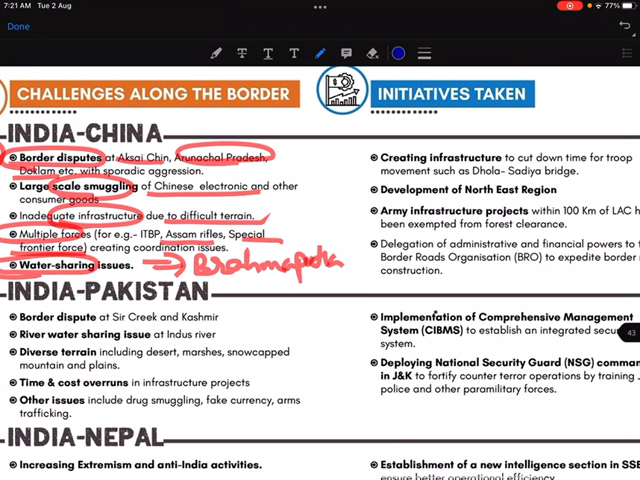 7:21 AM Tue 2 Aug
77%
Done
CHALLENGES ALONG THE BORDER
INDIA-CHINA
Border disputes at Aksai Chin, Arunachal Pradesh,
Doklam etc. with sporadic aggression.
Large scale smuggling of Chinese electronic and other
consumer goods
Inadequate infrastructure due to difficult terrain.
Multiple forces (for e.g.- ITBP, Assam rifles, Special
frontier force) creating coordination issues.
Water-sharing issues.
INDIA-PAKISTAN
Border dispute at Sir Creek and Kashmir
River water sharing issue at Indus river
Diverse terrain including desert, marshes, snowcapped
mountain and plains.
Time & cost overruns in infrastructure projects
Other issues include drug smuggling, fake currency, arms
trafficking.
INDIA-NEPAL
Increasing Extremism and anti-India activities.
INITIATIVES TAKEN
Creating infrastructure to cut down time for troop
movement such as Dhola- Sadiya bridge.
Development of North East Region
Army infrastructure projects within 100 Km of LAC h
been exempted from forest clearance.
Delegation of administrative and financial powers to t
Border Roads Organisation (BRO) to expedite border
construction.
Implementation of Comprehensive Management
System (CIBMS) to establish an integrated secu
system.
43
Deploying National Security Guard (NSG) comman
in J&K to fortify counter terror operations by training
police and other paramilitary forces.
Establishment of a new intelligence section in SSB
ensure better operational efficiency.